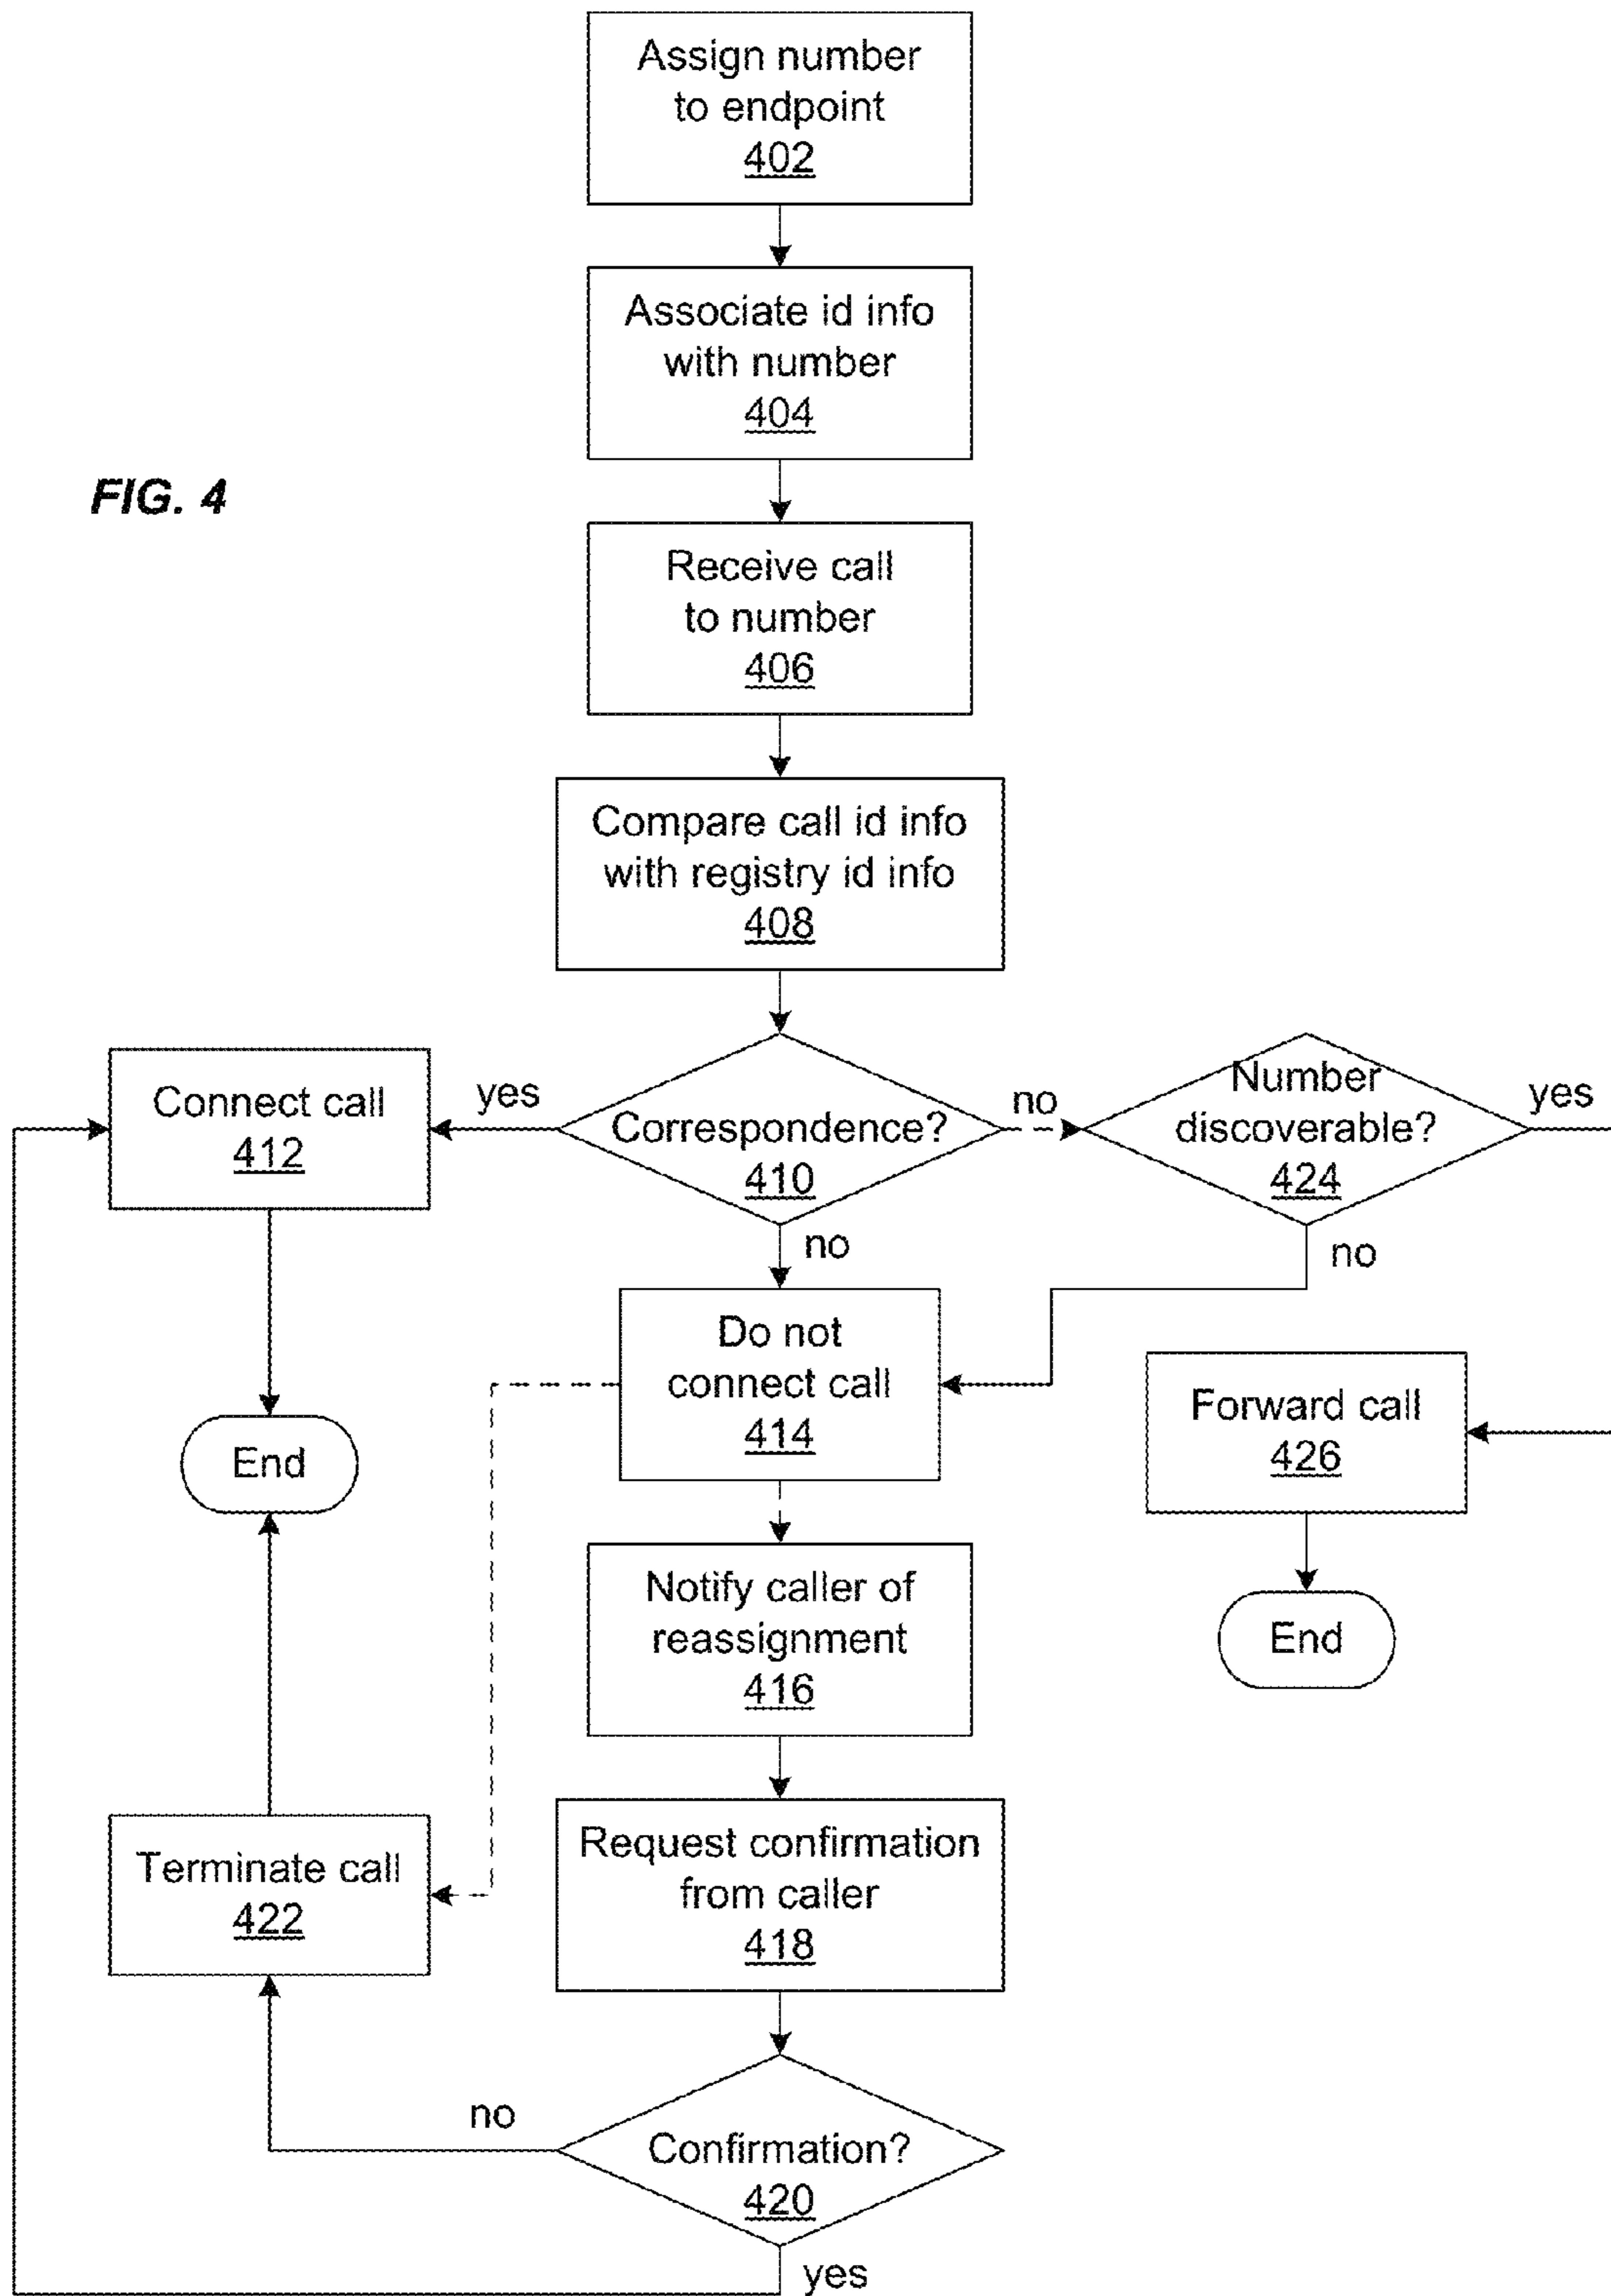 Assign number
to endpoint
402
Associate id info
with number
404
FIG. 4
Receive call
to number
406
Compare call id info
with registry id info
408
Connect call
412
yes
Correspondence?
410
no
Number
discoverable?
424
yes
no
no
Do not
connect call
414
Forward call
426
End
Notify caller of
reassignment
416
End
Terminate call
422
Request confirmation
from caller
418
no
Confirmation?
420
yes